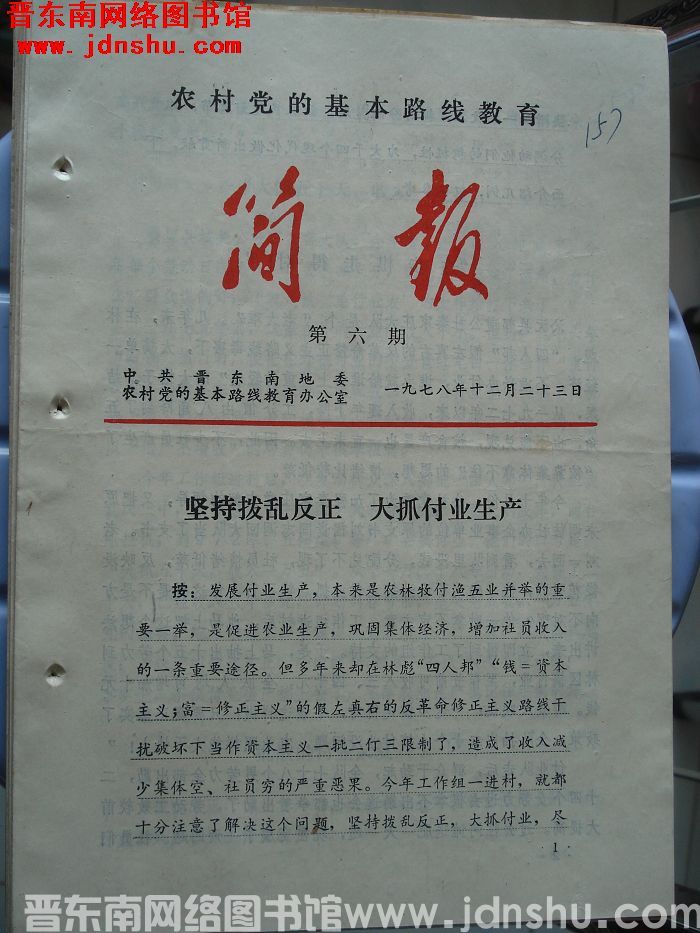 晋东南网络图书馆
www.jdnshu.com
农村党的基本路线教育
157
简报
第六期
中共晋东南地委
农村党的基本路线教育办公室
一九七八年十二月二十三日
坚持拨乱反正　大抓付业生产
按：发展付业生产，本来是农林牧付渔五业并举的重
要一举，是促进农业生产，巩固集体经济，增加社员收入
的一条重要途径。但多年来却在林彪“四人邦”“钱＝资本
主义；富＝修正主义”的假左真右的反革命修正主义路线干
扰破坏下当作资本主义一批二仃三限制了，造成了收入减
少集体空、社员穷的严重恶果。今年工作组一进村，就都
十分注意了解决这个问题，坚持拨乱反正，大抓付业，尽
1
晋东南网络图书馆 www.jdnshu.com